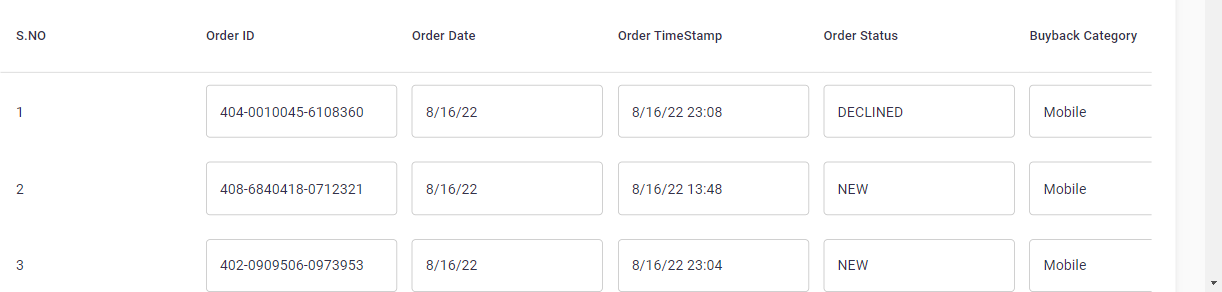 S.NO Order ID Order Date Order TimeStamp Order Status Buyback Category
1 404-0010045-6108360 8/16/22 8/16/22 23:08 DECLINED Mobile
2 408-6840418-0712321 8/16/22 8/16/22 13:48 NEW Mobile
3 402-0909506-0973953 8/16/22 8/16/22 23:04 NEW Mobile